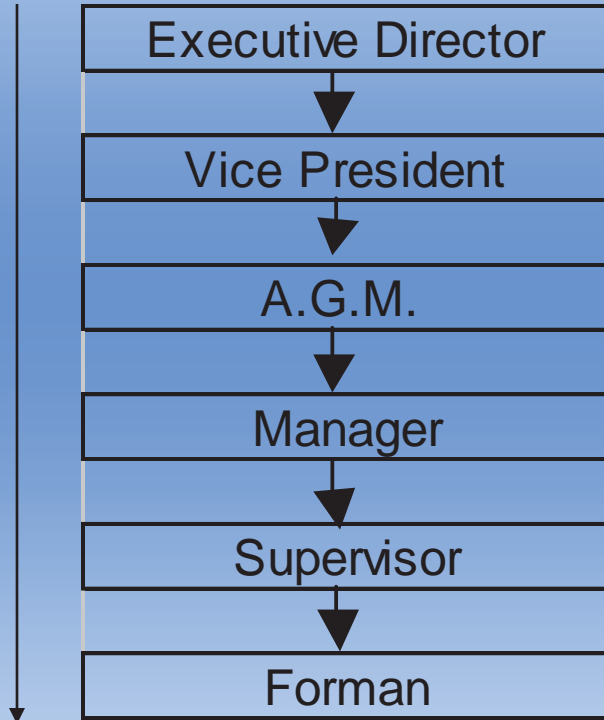 Executive Director
Vice President
A.G.M.
Manager
Supervisor
Forman